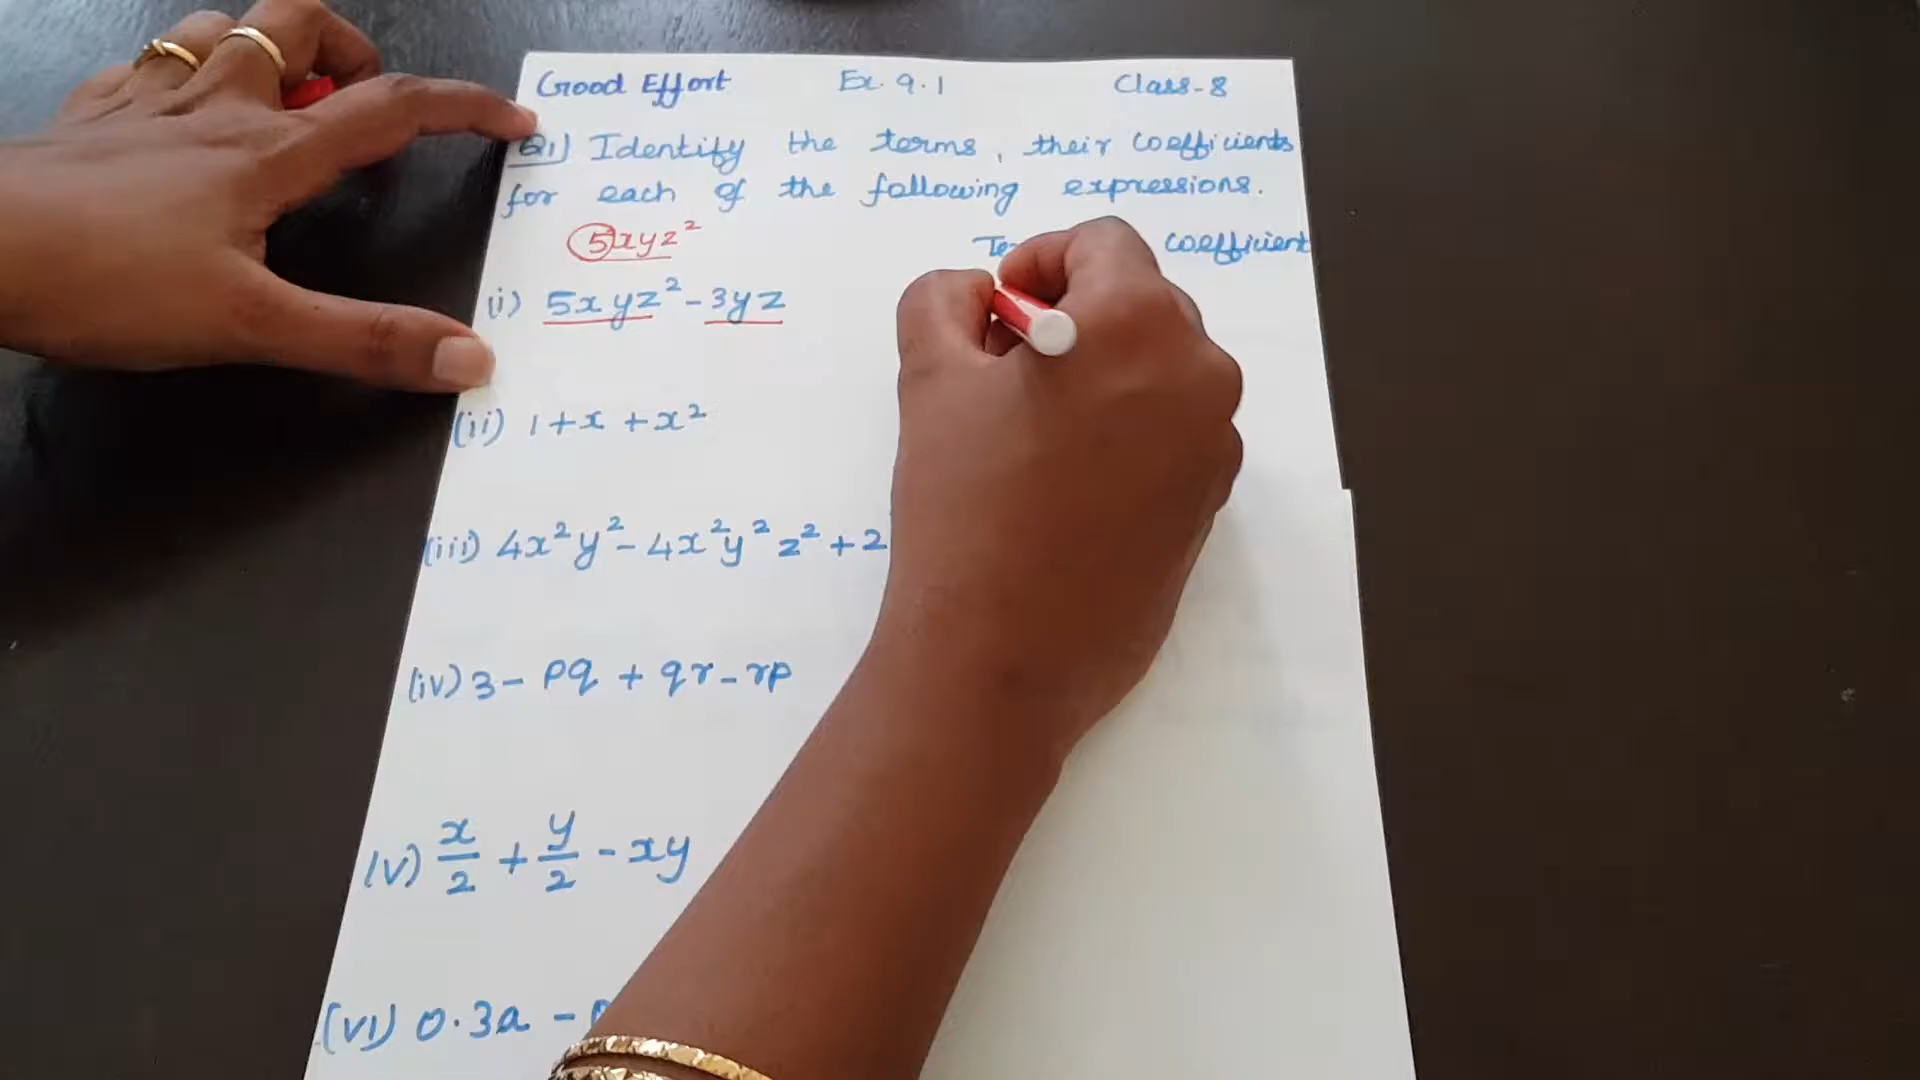 Good Effort Ex. 9.1 Class-8
Q1) Identify the terms, their coefficients
for each of the following expressions.
5xyz²
coefficient
(i) 5xyz² - 3yz
(ii) 1 + x + x²
(iii) 4x²y² - 4x²y²z² + 2
(iv) 3 - pq + qr - rp
(v) x/2 + y/2 - xy
(vi) 0.3a -